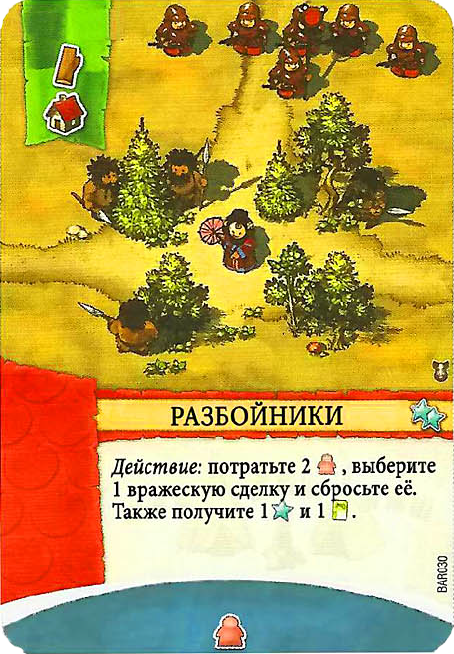 РАЗБОЙНИКИ
Действие: потратьте 2 , выберите
1 вражескую сделку и сбросьте её.
Также получите 1 и 1 .
BAR030